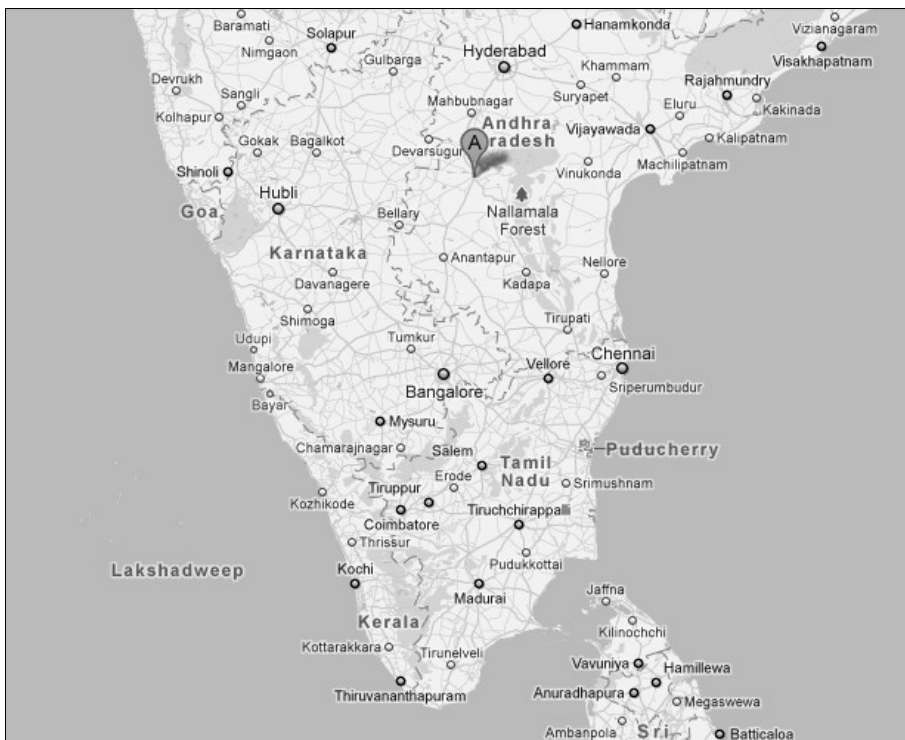 Baramati
Hanamkonda
Vizianagaram
Solapur
Nimgaon
Hyderabad
Visakhapatnam
Gulbarga
Khammam
Devrukh
Suryapet
Rajahmundry
Sangli
Mahbubnagar
Eluru
Kolhapur
Kakinada
Andhra
Vijayawada
Gokak
Bagalkot
A
radesh
Kalipatnam
Devarsugur
Machilipatnam
Shinoli
Vinukonda
Hubli
Goa
Bellary
Nallamala
Forest
Karnataka
Anantapur
Nellore
Davanagere
Kadapa
Shimoga
Tirupati
Udupi
Tumkur
Chennai
Mangalore
Vellore
Bangalore
Sriperumbudur
Bayar
Mysuru
Chamarajnagar
Salem
Puducherry
Tamil
Nadu
Erode
Srimushnam
Tiruppur
Kozhikode
Coimbatore
Tiruchchirappal
Thrissur
Pudukkottai
Lakshadweep
Kochi
Madurai
Jaffna
Kerala
Kilinochchi
Kottarakkara
Tirunelveli
Vavuniya
Hamillewa
Thiruvananthapuram
Anuradhapura
Megaswewa
Ambanpola
Sri
Batticaloa